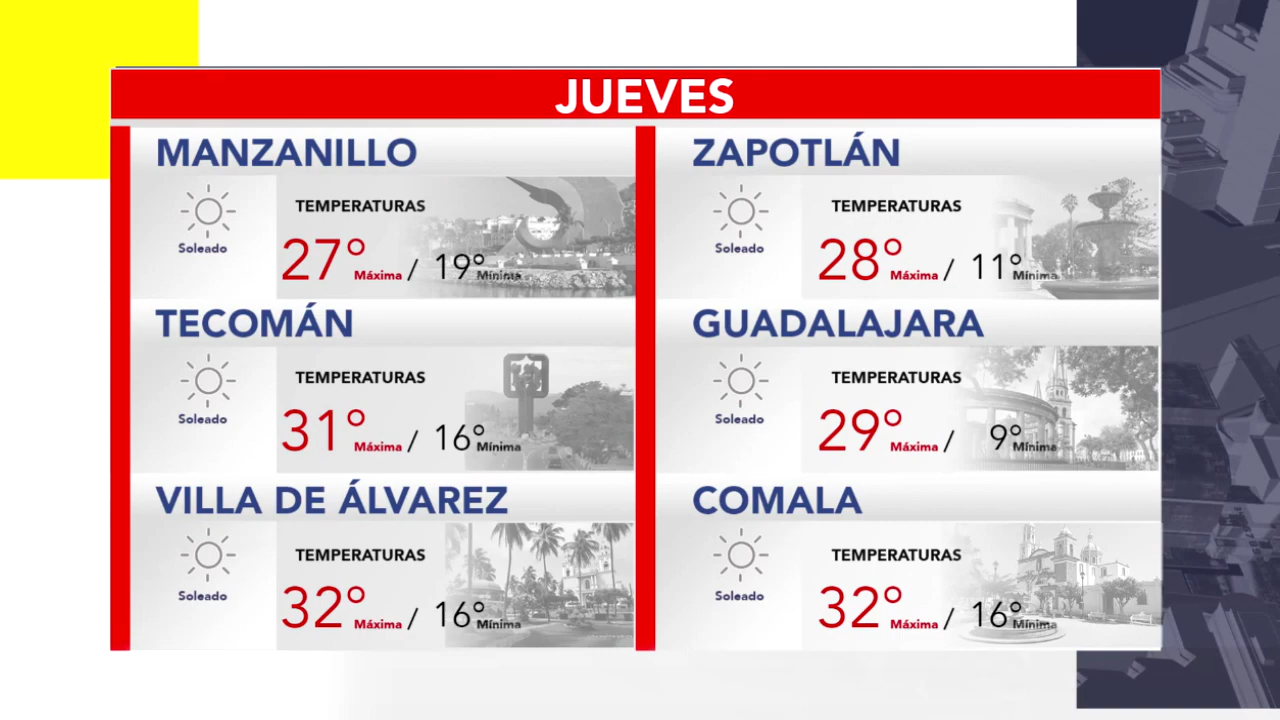 JUEVES
MANZANILLO
Soleado
TEMPERATURAS
27° Máxima / 19° Mínima
TECOMÁN
Soleado
TEMPERATURAS
31° Máxima / 16° Mínima
VILLA DE ÁLVAREZ
Soleado
TEMPERATURAS
32° Máxima / 16° Mínima
ZAPOTLÁN
Soleado
TEMPERATURAS
28° Máxima / 11° Mínima
GUADALAJARA
Soleado
TEMPERATURAS
29° Máxima / 9° Mínima
COMALA
Soleado
TEMPERATURAS
32° Máxima / 16° Mínima